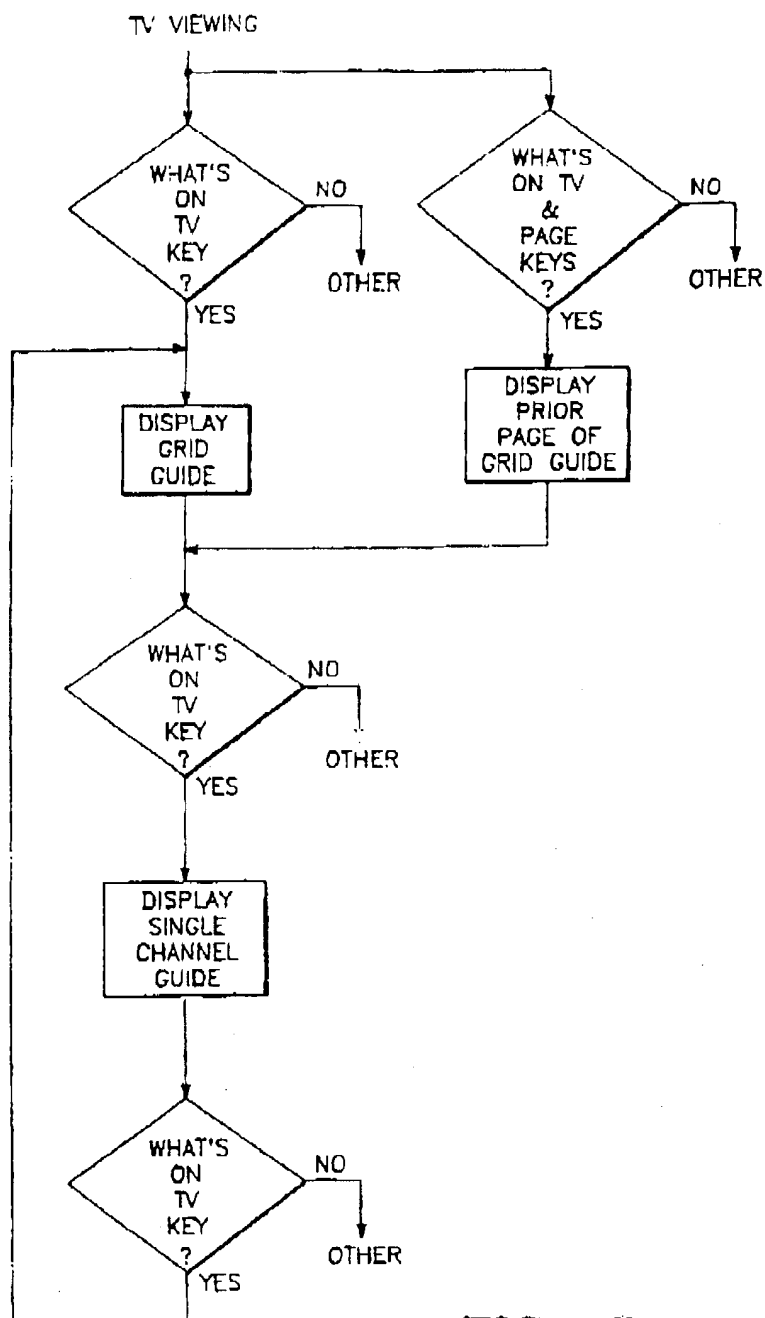 TV VIEWING
WHAT'S
ON
TV
KEY
?
NO
OTHER
YES
WHAT'S
ON TV
&
PAGE
KEYS
?
NO
OTHER
YES
DISPLAY
GRID
GUIDE
DISPLAY
PRIOR
PAGE OF
GRID GUIDE
WHAT'S
ON
TV
KEY
?
NO
OTHER
YES
DISPLAY
SINGLE
CHANNEL
GUIDE
WHAT'S
ON
TV
KEY
?
NO
OTHER
YES